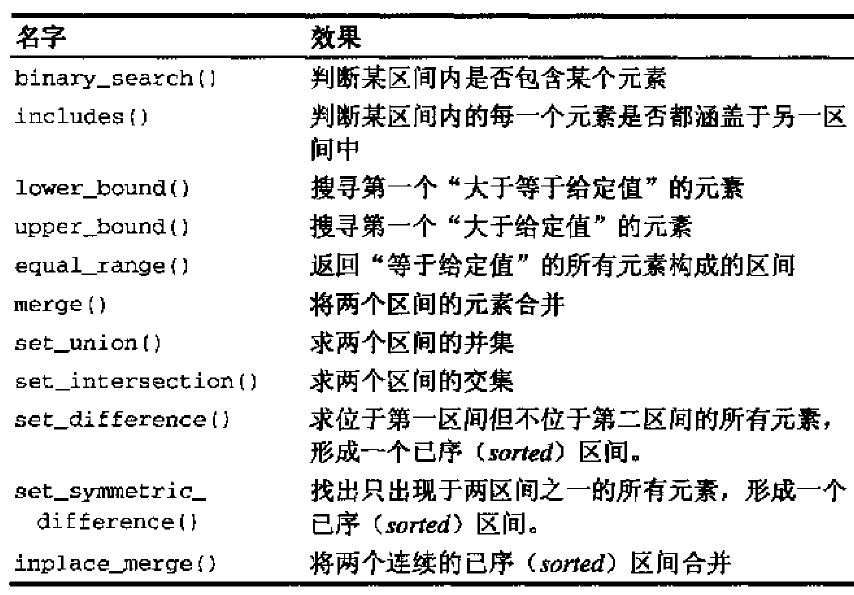 名字 效果
binary_search() 判断某区间内是否包含某个元素
includes() 判断某区间内的每一个元素是否都涵盖于另一区
间中
lower_bound() 搜寻第一个“大于等于给定值”的元素
upper_bound() 搜寻第一个“大于给定值”的元素
equal_range() 返回“等于给定值”的所有元素构成的区间
merge() 将两个区间的元素合并
set_union() 求两个区间的并集
set_intersection() 求两个区间的交集
set_difference() 求位于第一区间但不位于第二区间的所有元素，
形成一个已序（sorted）区间。
set_symmetric_ 找出只出现于两区间之一的所有元素，形成一个
difference() 已序（sorted）区间。
inplace_merge() 将两个连续的已序（sorted）区间合并